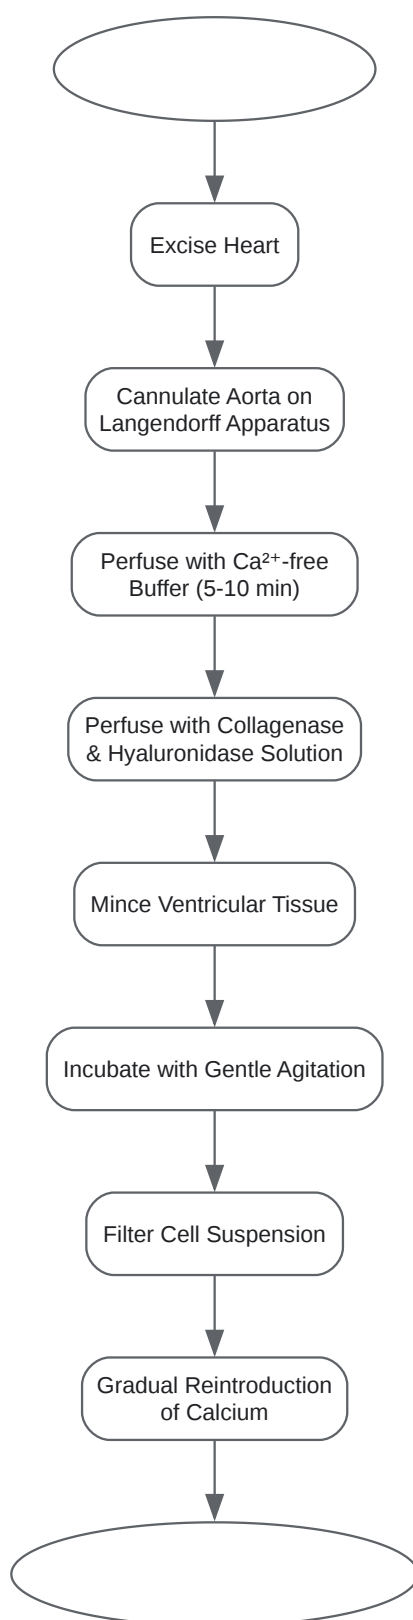 Excise Heart
Cannulate Aorta on
Langendorff Apparatus
Perfuse with Ca²⁺-free
Buffer (5-10 min)
Perfuse with Collagenase
& Hyaluronidase Solution
Mince Ventricular Tissue
Incubate with Gentle Agitation
Filter Cell Suspension
Gradual Reintroduction
of Calcium